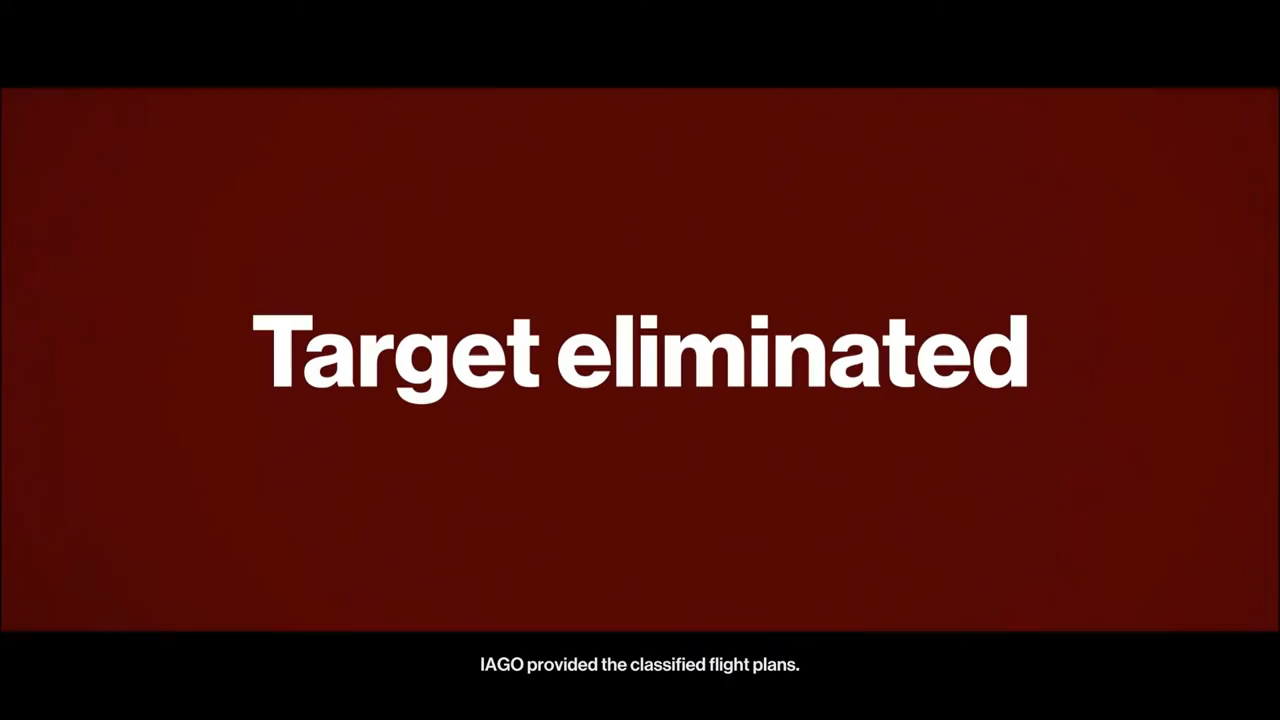 Target eliminated
IAGO provided the classified flight plans.